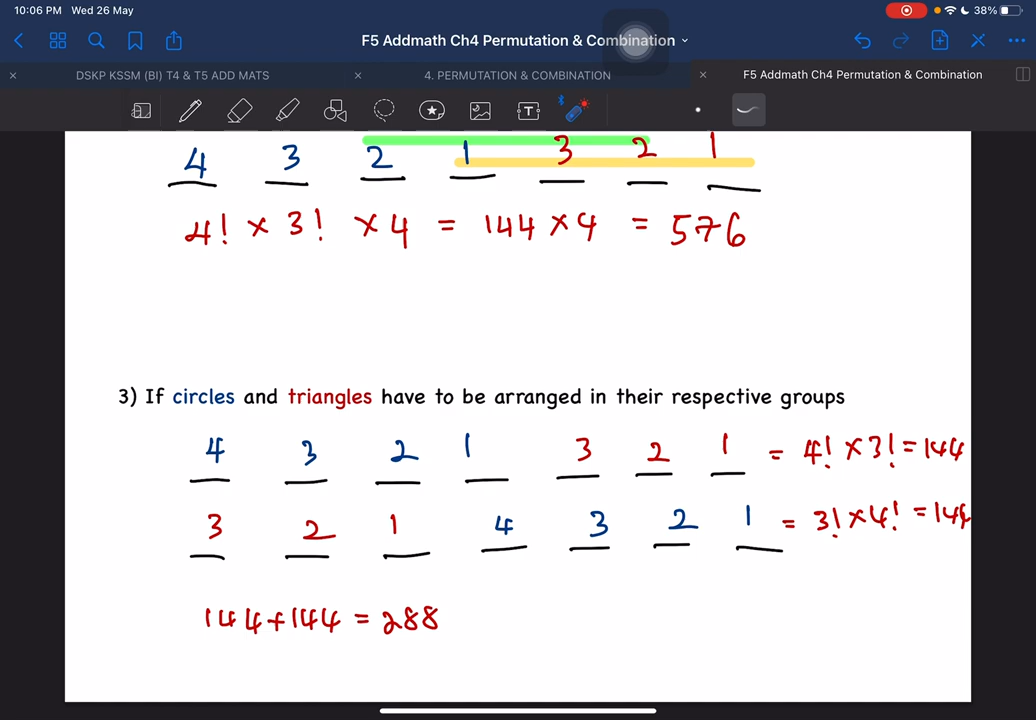 10:06 PM Wed 26 May 38%
F5 Addmath Ch4 Permutation & Combination
DSKP KSSM (BI) T4 & T5 ADD MATS 4. PERMUTATION & COMBINATION F5 Addmath Ch4 Permutation & Combination
4 3 2 1 3 2 1
4! × 3! × 4 = 144 × 4 = 576
3) If circles and triangles have to be arranged in their respective groups
4 3 2 1 3 2 1 = 4! × 3! = 144
3 2 1 4 3 2 1 = 3! × 4! = 144
144 + 144 = 288